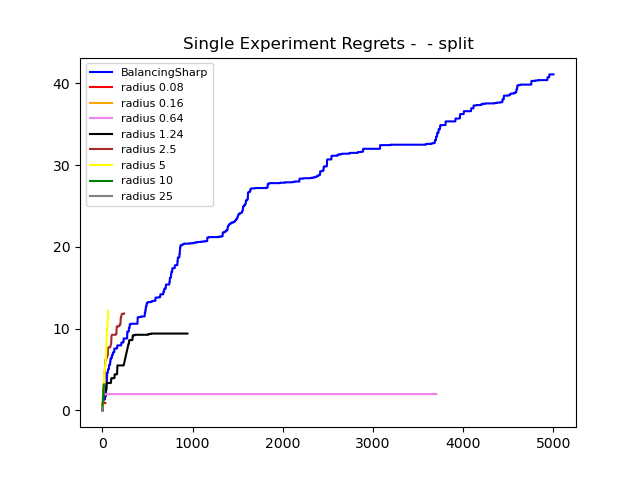 Single Experiment Regrets -  - split
BalancingSharp
radius 0.08
radius 0.16
radius 0.64
radius 1.24
radius 2.5
radius 5
radius 10
radius 25
40
30
20
10
0
0 1000 2000 3000 4000 5000